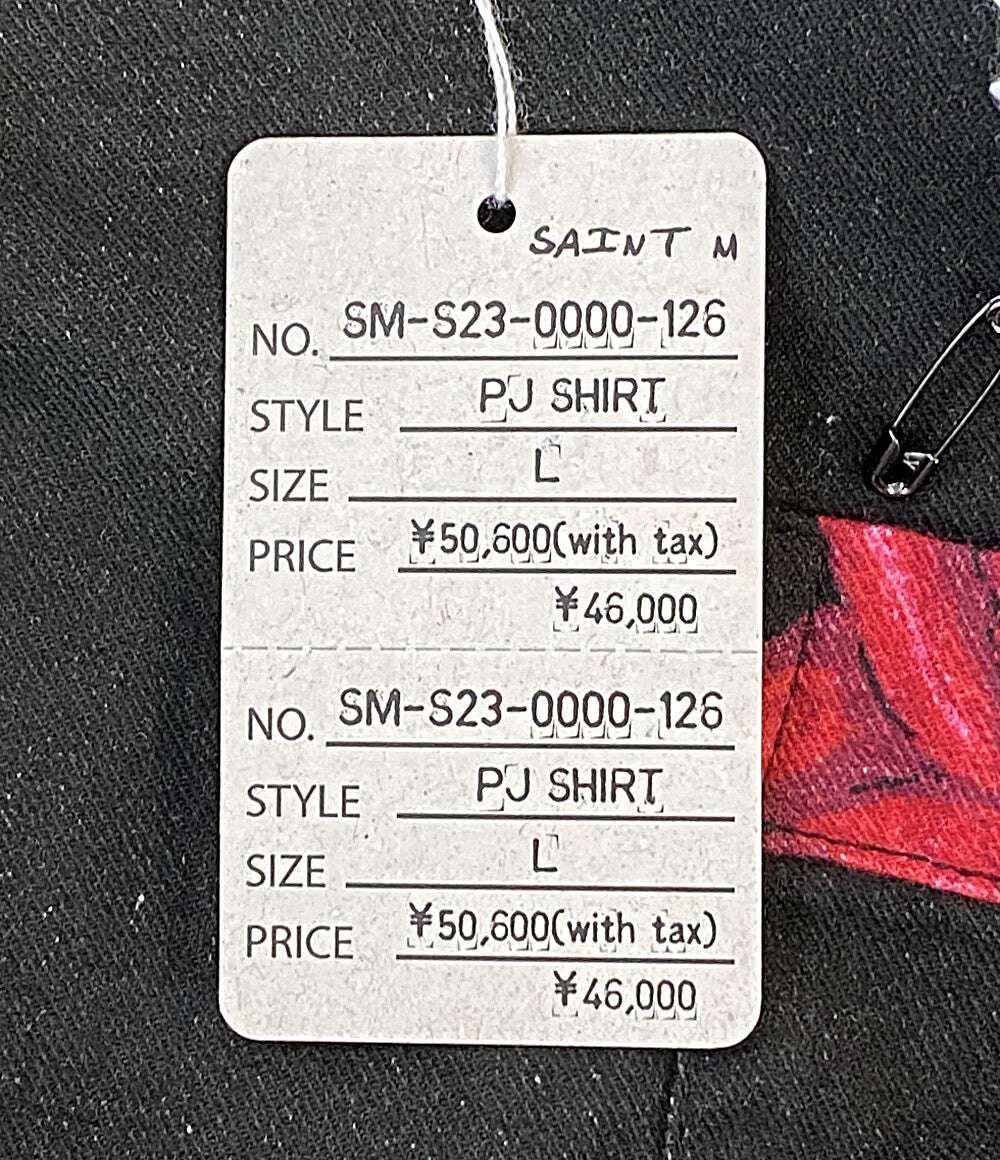 SAINT M
NO. SM-S23-0000-126
STYLE PJ SHIRT
SIZE L
PRICE ¥50,600(with tax)
¥46,000
NO. SM-S23-0000-126
STYLE PJ SHIRT
SIZE L
PRICE ¥50,600(with tax)
¥46,000